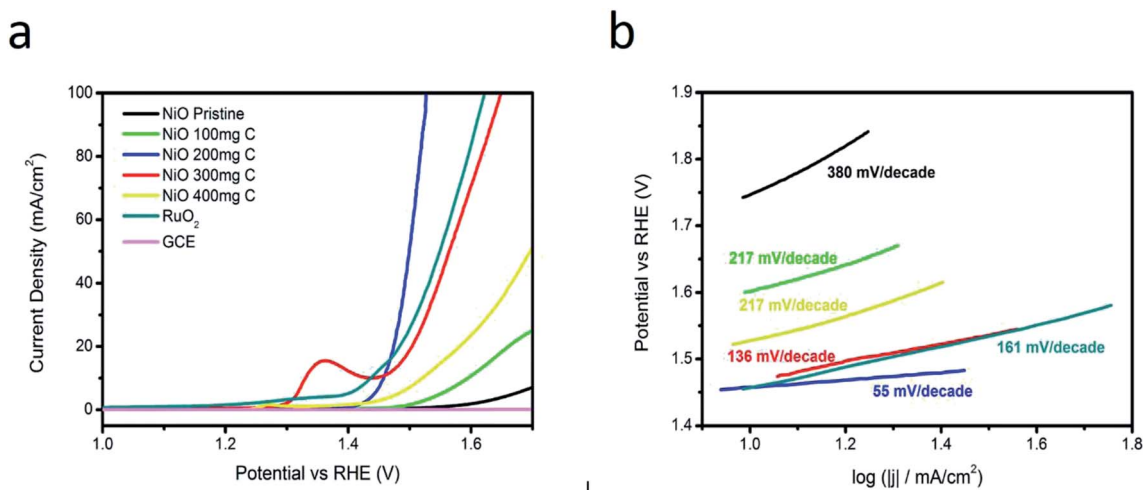 a
100
80
60
40
20
0
Current Density (mA/cm²)
NiO Pristine
NiO 100mg C
NiO 200mg C
NiO 300mg C
NiO 400mg C
RuO₂
GCE
1.0 1.2 1.4 1.6
Potential vs RHE (V)
b
1.9
1.8
1.7
1.6
1.5
1.4
Potential vs RHE (V)
380 mV/decade
217 mV/decade
217 mV/decade
136 mV/decade
161 mV/decade
55 mV/decade
1.0 1.2 1.4 1.6 1.8
log (|j| / mA/cm²)